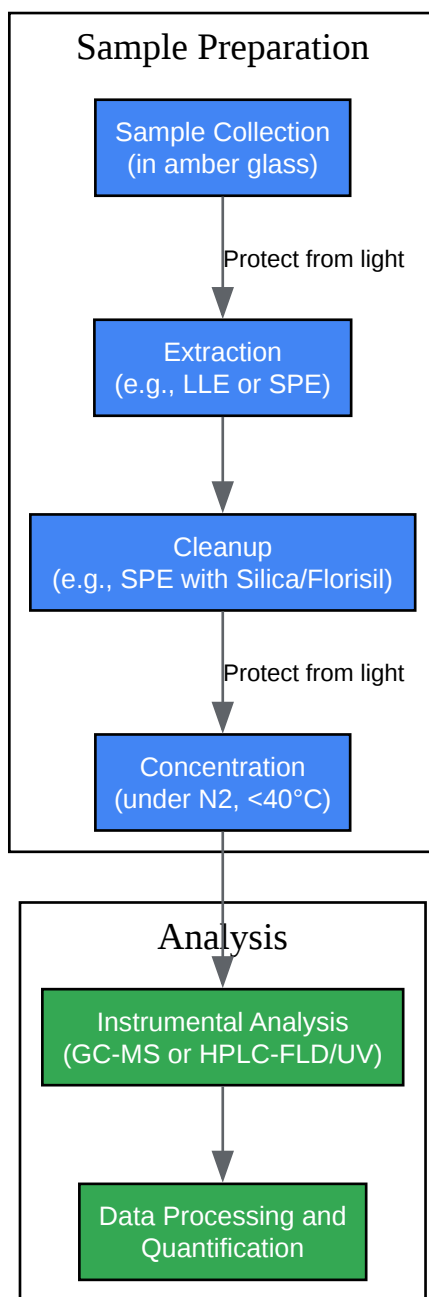 Sample Preparation
Sample Collection
(in amber glass)
Protect from light
Extraction
(e.g., LLE or SPE)
Cleanup
(e.g., SPE with Silica/Florisil)
Protect from light
Concentration
(under N2, <40°C)
Analysis
Instrumental Analysis
(GC-MS or HPLC-FLD/UV)
Data Processing and
Quantification